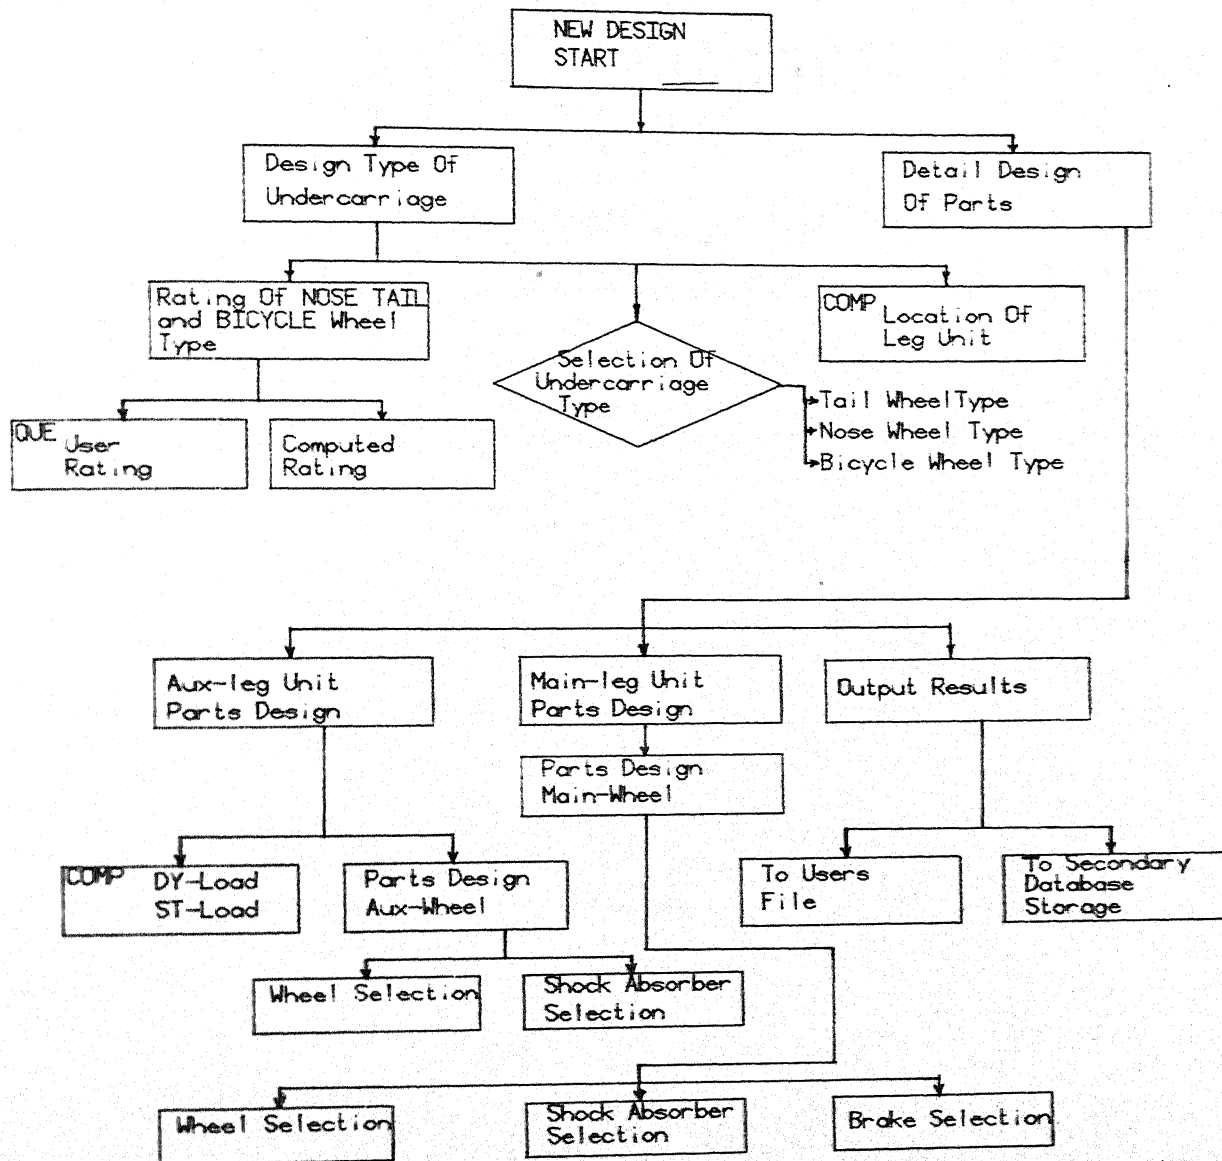 NEW DESIGN
START
Design Type Of
Undercarriage
Detail Design
Of Parts
Rating Of NOSE TAIL
and BICYCLE Wheel
Type
COMP
Location Of
Leg Unit
Selection Of
Undercarriage
Type
Tail WheelType
Nose Wheel Type
Bicycle Wheel Type
QUE
User
Rating
Computed
Rating
Aux-leg Unit
Parts Design
Main-leg Unit
Parts Design
Output Results
Parts Design
Main-Wheel
COMP
DY-Load
ST-Load
Parts Design
Aux-Wheel
To Users
File
To Secondary
Database
Storage
Wheel Selection
Shock Absorber
Selection
Wheel Selection
Shock Absorber
Selection
Brake Selection